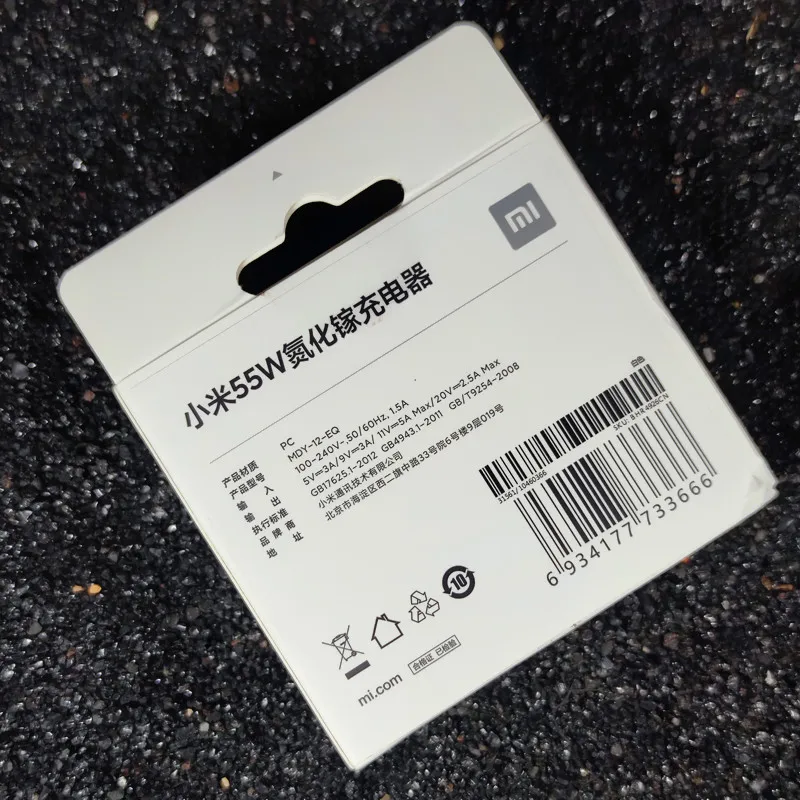 mi
小米55W氮化镓充电器
产品材质 PC
产品型号 MDY-12-EQ
输 入 100-240V~,50/60Hz, 1.5A
输 出 5V⎓3A/9V⎓3A/ 11V⎓5A Max/20V⎓2.5A Max
执行标准 GB17625.1-2012 GB4943.1-2011 GB/T9254-2008
品 牌 商 小米通讯技术有限公司
地 址 北京市海淀区西二旗中路33号院6号楼9层019号
白色
31561/10460366
SKU: BHR4926CN
6 934177 733666
10
mi.com
合格证 已检验